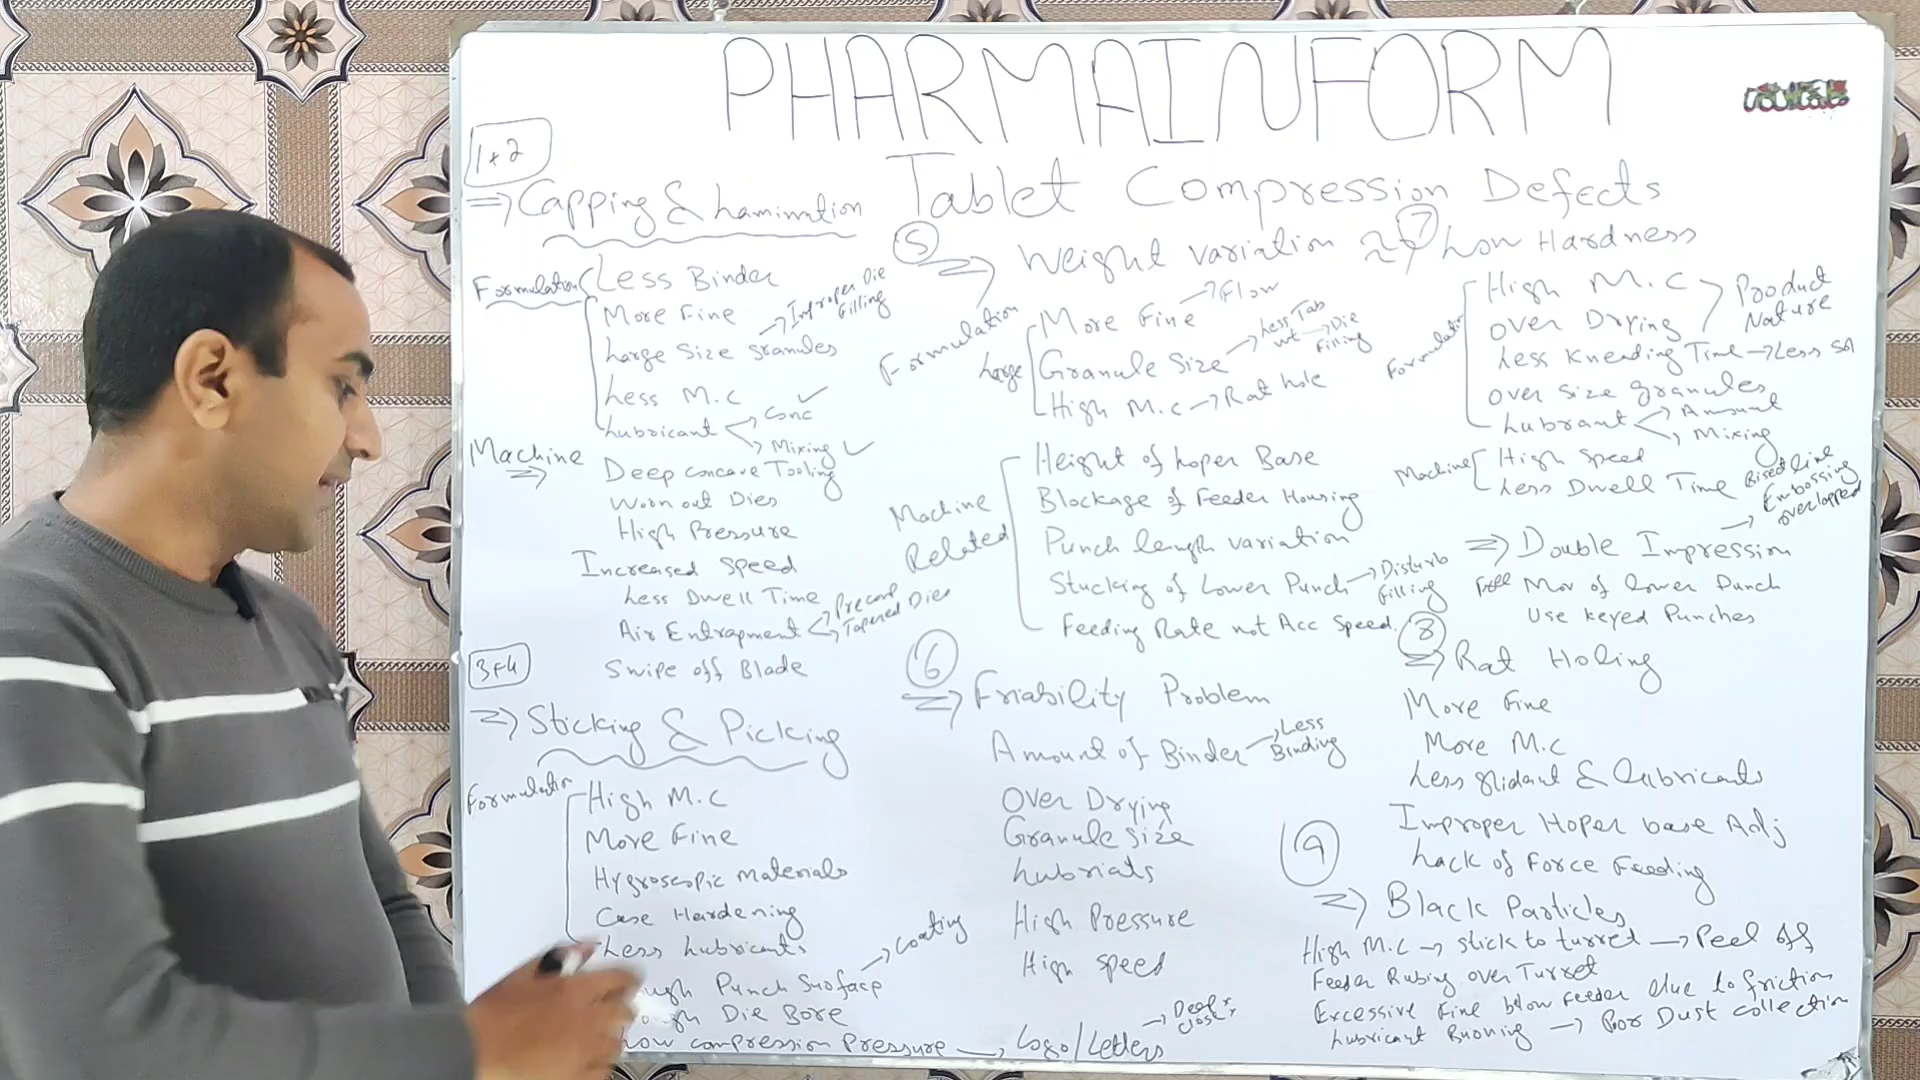 PHARMAINFORM
Tablet Compression Defects
1+2
=> Capping & Lamination
Formulation
Less Binder
More Fine
Large Size Granules -> Improper Die Filling
Less M.C
Lubricant
Conc ✓
Mixing ✓
Machine =>
Deep concave Tooling
Worn out Dies
High Pressure
Increased Speed
Less Dwell Time
Air Entrapment
Precomp
Tapered Dies
Swipe off Blade
3+4
=> Sticking & Picking
Formulation
High M.C
More Fine
Hygroscopic Materials
Case Hardening
Less Lubricants
Punch Surface -> Coating
Die Bore
Low compression Pressure -> Logo/Letters -> Deep x
Close x
5 => Weight Variation
Formulation
More Fine -> Flow
Large Granule Size -> Less Tab wt -> Die Filling
High M.C -> Rat hole
Machine Related
Height of hoper Base
Blockage of Feeder Housing
Punch length variation
Stucking of Lower Punch -> Disturb filling
Feeding Rate not Acc Speed
6
=> Friability Problem
Amount of Binder -> Less Binding
Over Drying
Granule Size
Lubriats
High Pressure
High Speed
7 => Low Hardness
Formulation
High M.C
over Drying
Product Nature
Less Kneading Time -> Less
over Size granules
Lubrant
Amount
Mixing
Machine
High Speed
Less Dwell Time
=> Double Impression -> Bisect line
Embossing
overlapped
Free Mov of lower Punch
Use keyed Punches
8
=> Rat Holing
More Fine
More M.C
Less glidant & lubricants
Improper Hoper base Adj
Lack of Force Feeding
9
=> Black Particles
High M.C -> stick to turret -> Peel off
Feeder Rubing over Turret
Excessive Fine blow feeder due to friction
Lubricant Running -> Poor Dust collection